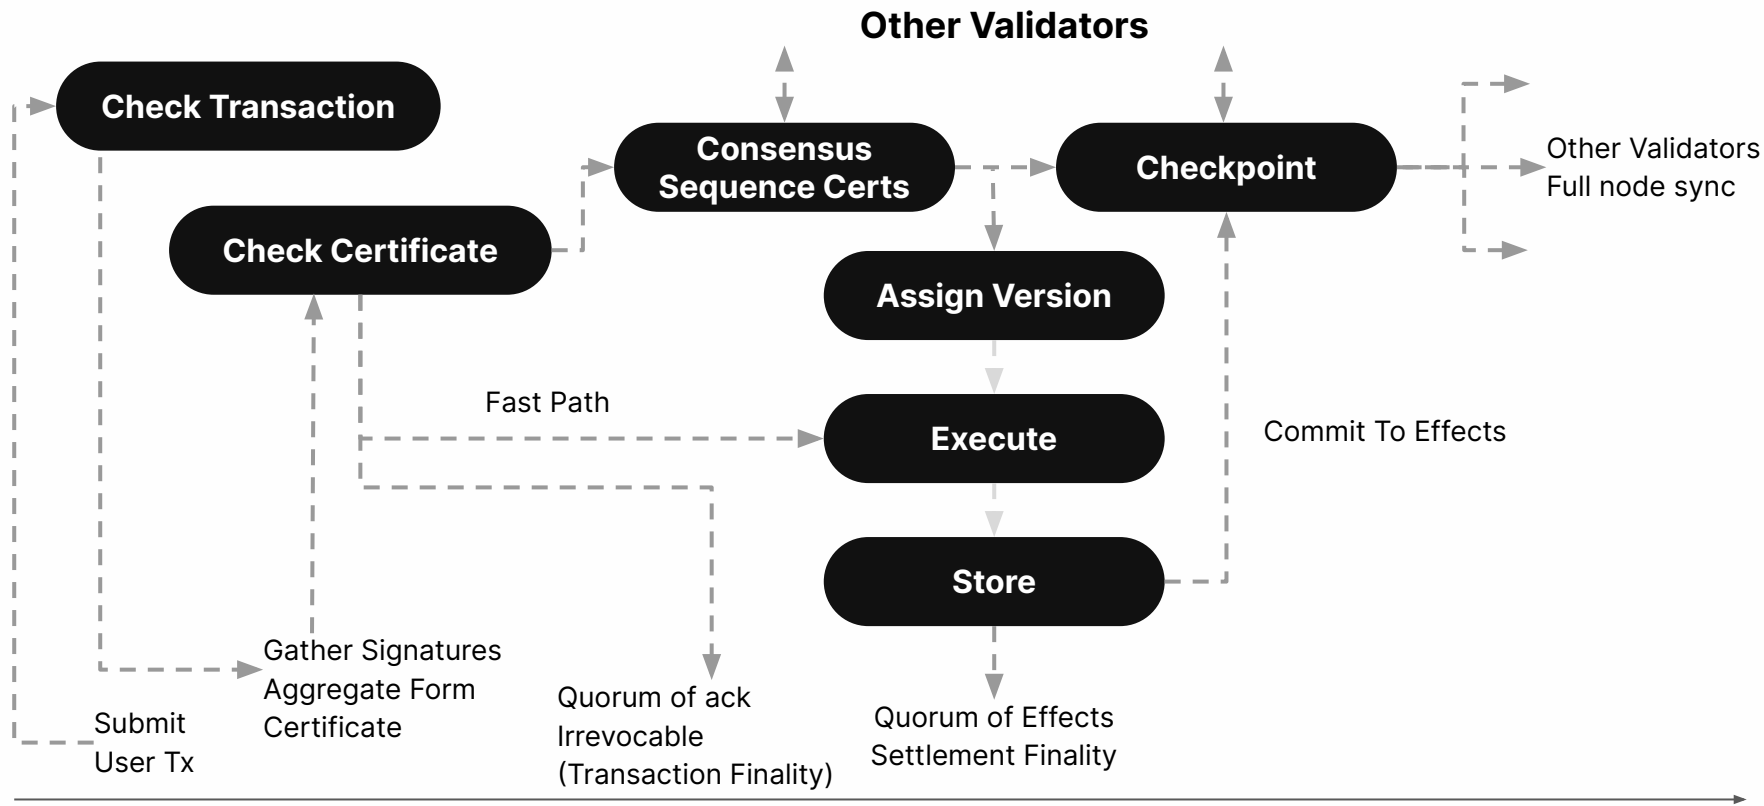 Other Validators
Check Transaction
Consensus
Sequence Certs
Checkpoint
Other Validators
Full node sync
Check Certificate
Assign Version
Fast Path
Execute
Commit To Effects
Store
Gather Signatures
Aggregate Form
Certificate
Submit
User Tx
Quorum of ack
Irrevocable
(Transaction Finality)
Quorum of Effects
Settlement Finality